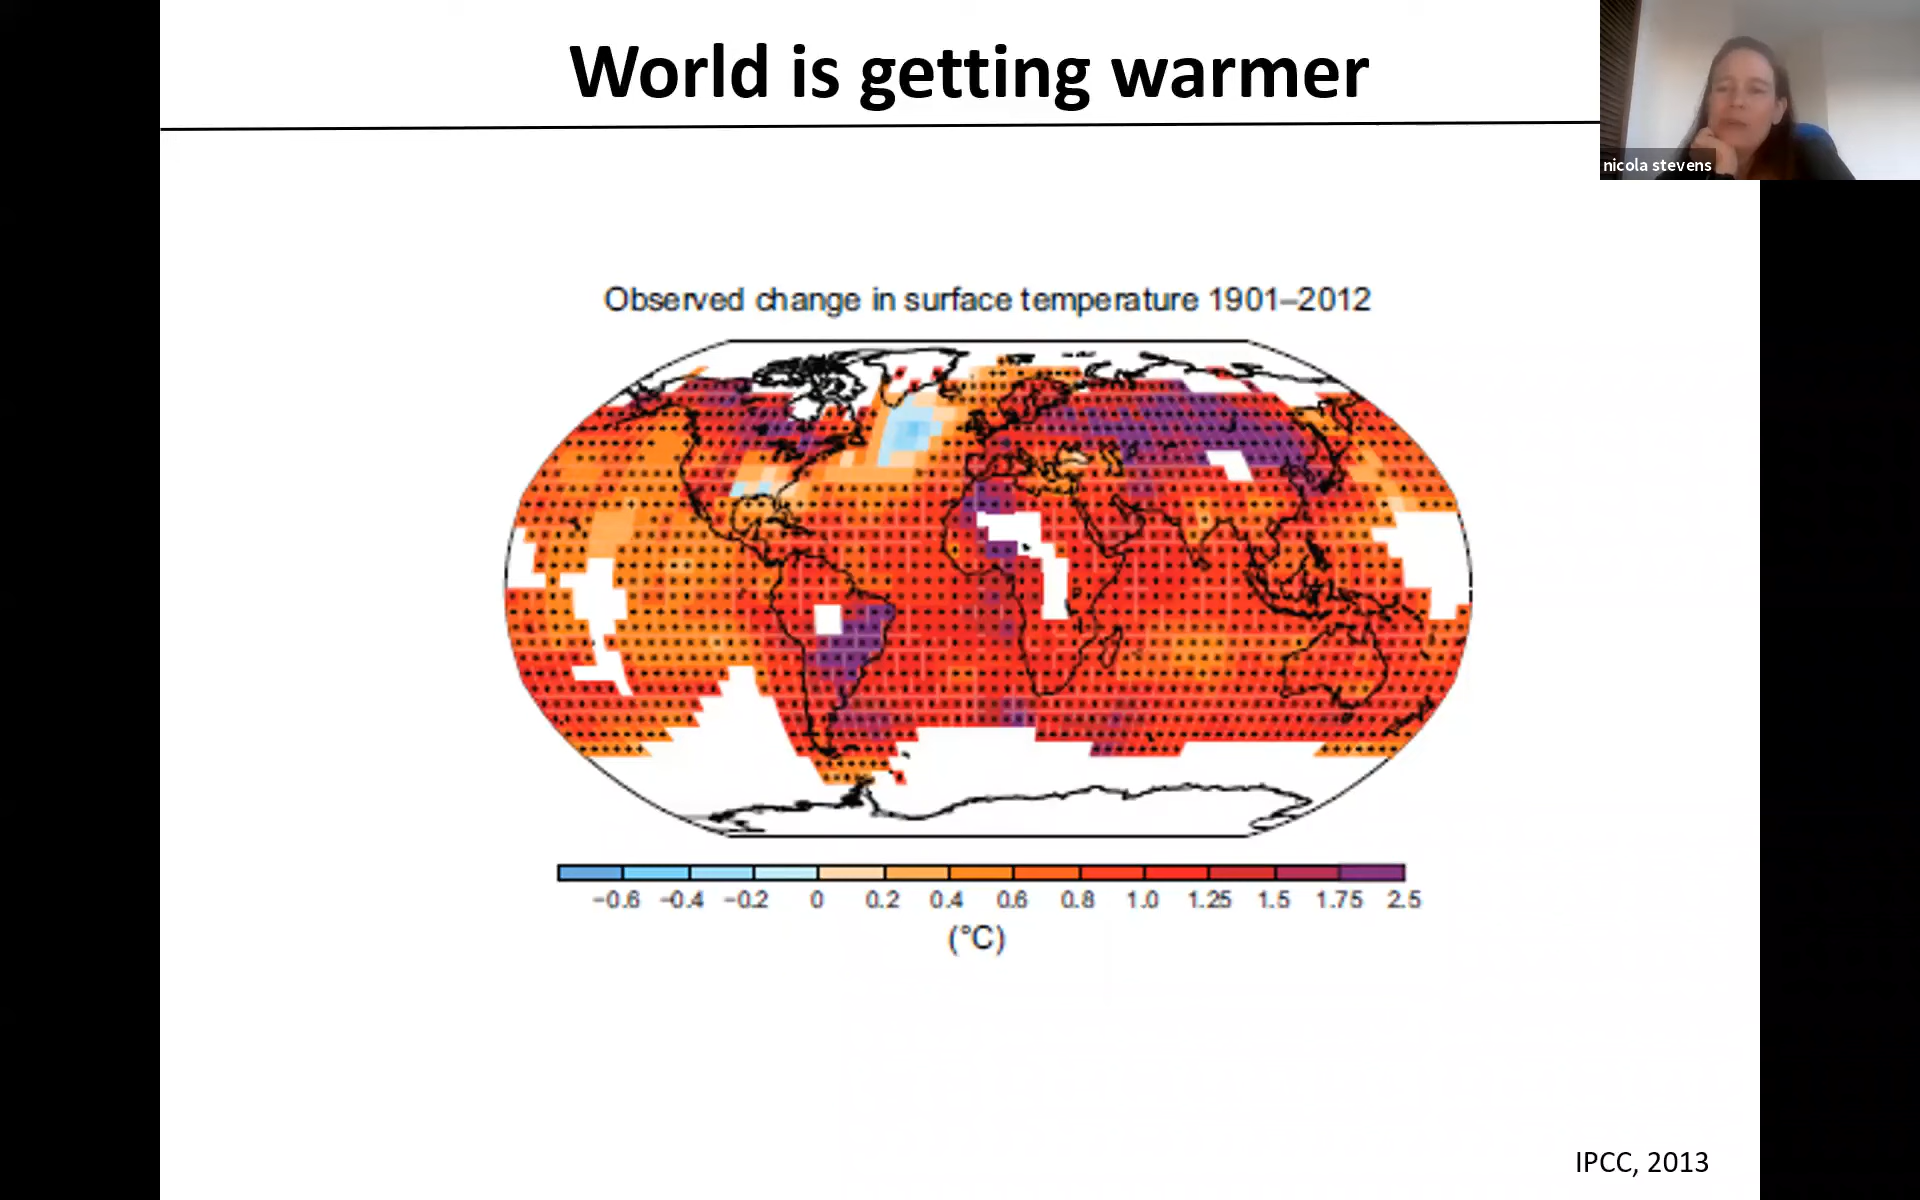 World is getting warmer
nicola stevens
Observed change in surface temperature 1901–2012
−0.6 −0.4 −0.2 0 0.2 0.4 0.6 0.8 1.0 1.25 1.5 1.75 2.5
(°C)
IPCC, 2013